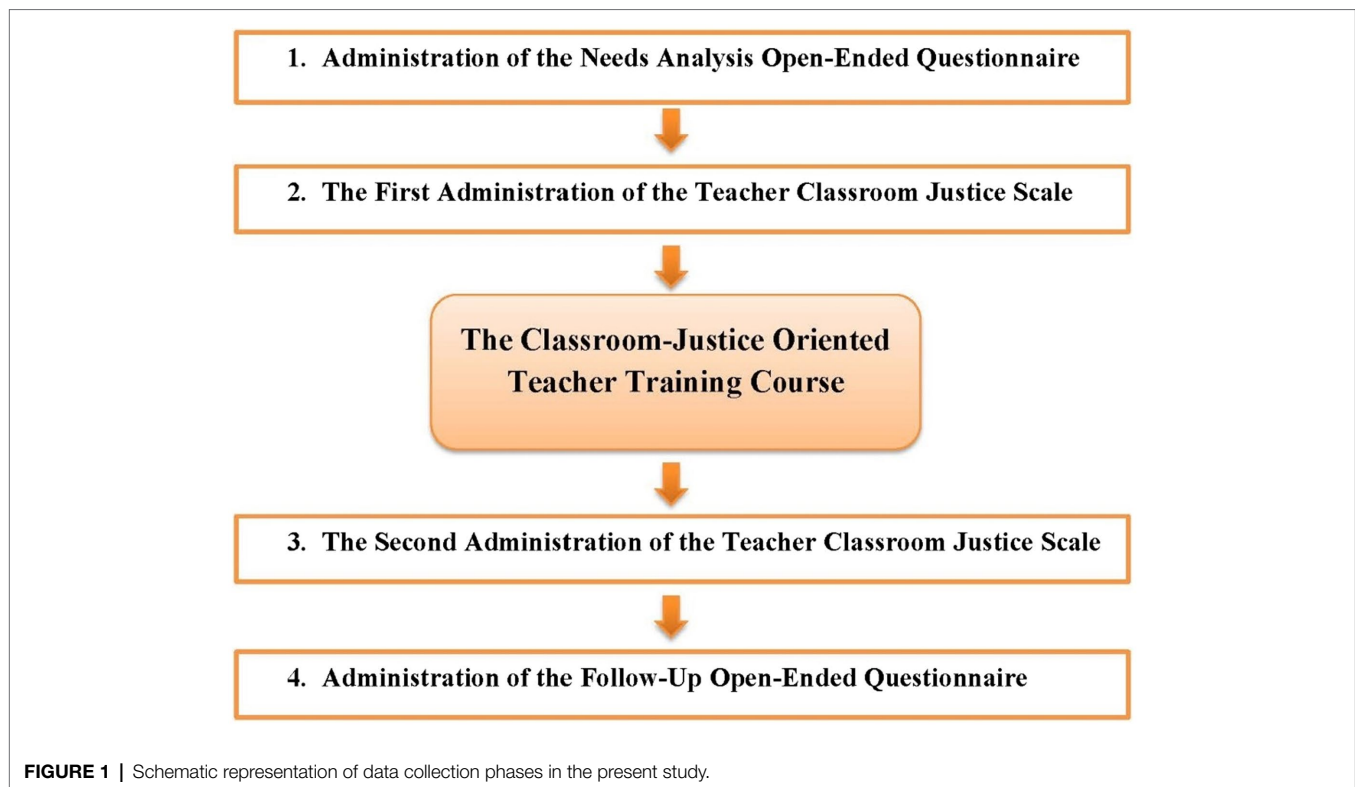 1. Administration of the Needs Analysis Open-Ended Questionnaire
2. The First Administration of the Teacher Classroom Justice Scale
The Classroom-Justice Oriented
Teacher Training Course
3. The Second Administration of the Teacher Classroom Justice Scale
4. Administration of the Follow-Up Open-Ended Questionnaire
FIGURE 1 | Schematic representation of data collection phases in the present study.